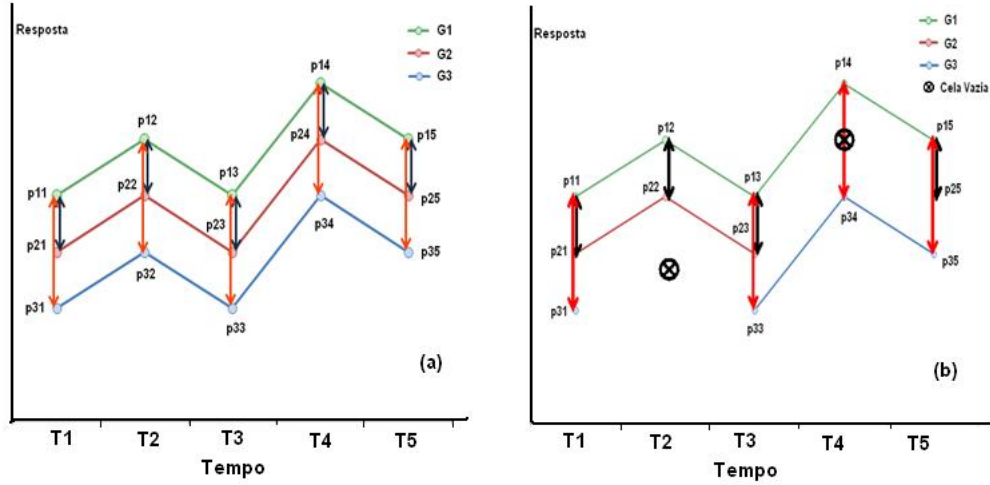 Resposta
G1
G2
G3
p14
p12
p24
p15
p11
p22
p13
p25
p21
p23
p34
p35
p32
p31
p33
(a)
T1 T2 T3 T4 T5
Tempo
Resposta
G1
G2
G3
Cela Vazia
p14
p12
p15
p11
p13
p22
p25
p21
p23
p34
p35
p31
p33
(b)
T1 T2 T3 T4 T5
Tempo